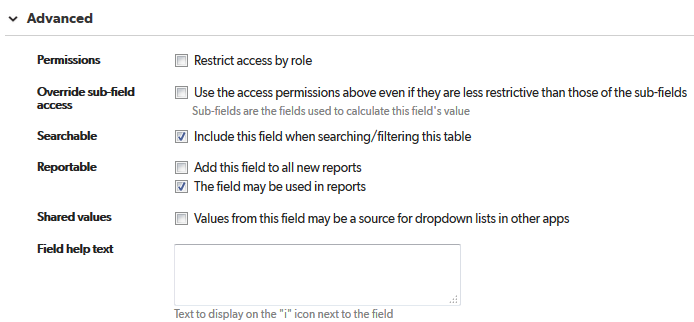 Advanced
Permissions Restrict access by role
Override sub-field access Use the access permissions above even if they are less restrictive than those of the sub-fields
Sub-fields are the fields used to calculate this field's value
Searchable Include this field when searching/filtering this table
Reportable Add this field to all new reports
The field may be used in reports
Shared values Values from this field may be a source for dropdown lists in other apps
Field help text
Text to display on the "i" icon next to the field